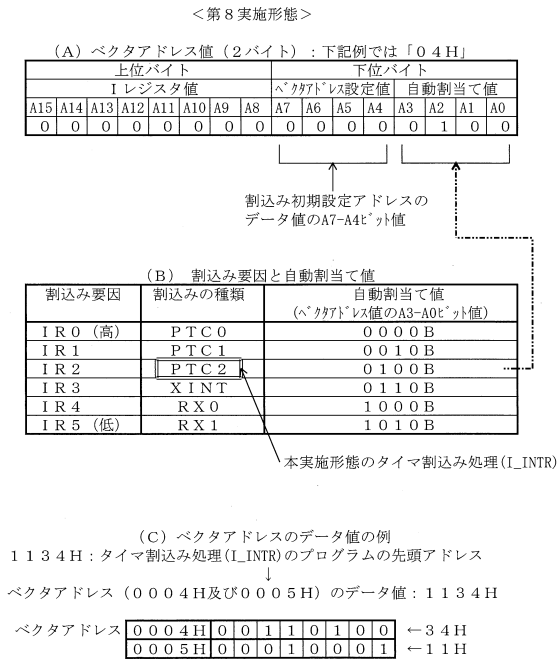 ＜第８実施形態＞
（Ａ）ベクタアドレス値（２バイト）：下記例では「０４Ｈ」
上位バイト 下位バイト
Ｉレジスタ値 ﾍﾞｸﾀｱﾄﾞﾚｽ設定値 自動割当て値
A15 A14 A13 A12 A11 A10 A9 A8 A7 A6 A5 A4 A3 A2 A1 A0
０ ０ ０ ０ ０ ０ ０ ０ ０ ０ ０ ０ ０ １ ０ ０
割込み初期設定アドレスの
データ値のA7-A4ﾋﾞｯﾄ値
（Ｂ） 割込み要因と自動割当て値
割込み要因 割込みの種類 自動割当て値
(ﾍﾞｸﾀｱﾄﾞﾚｽ値のA3-A0ﾋﾞｯﾄ値)
ＩＲ０（高） ＰＴＣ０ ００００Ｂ
ＩＲ１ ＰＴＣ１ ００１０Ｂ
ＩＲ２ ＰＴＣ２ ０１００Ｂ
ＩＲ３ ＸＩＮＴ ０１１０Ｂ
ＩＲ４ ＲＸ０ １０００Ｂ
ＩＲ５（低） ＲＸ１ １０１０Ｂ
本実施形態のタイマ割込み処理(I_INTR)
（Ｃ）ベクタアドレスのデータ値の例
１１３４Ｈ：タイマ割込み処理(I_INTR)のプログラムの先頭アドレス
↓
ベクタアドレス（０００４Ｈ及び０００５Ｈ）のデータ値：１１３４Ｈ
ベクタアドレス ０００４Ｈ ０ ０ １ １ ０ １ ０ ０ ←３４Ｈ
０００５Ｈ ０ ０ ０ １ ０ ０ ０ １ ←１１Ｈ